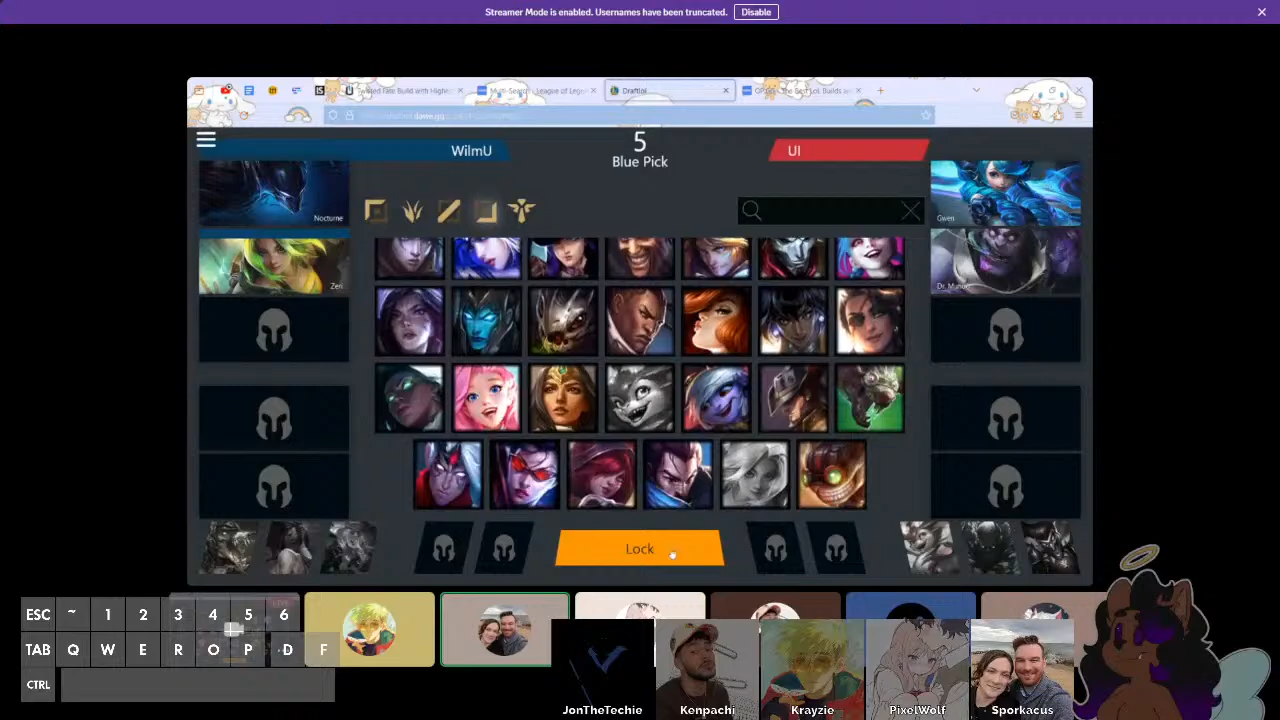 Streamer Mode is enabled. Usernames have been truncated. Disable
Draftlol
WilmU
5
Blue Pick
UI
Nocturne
Gwen
Zeri
Dr. Mundo
Lock
ESC ~ 1 2 3 4 5 6
TAB Q W E R O P D F
CTRL
JonTheTechie Kenpachi Krayzie PixelWolf Sporkacus